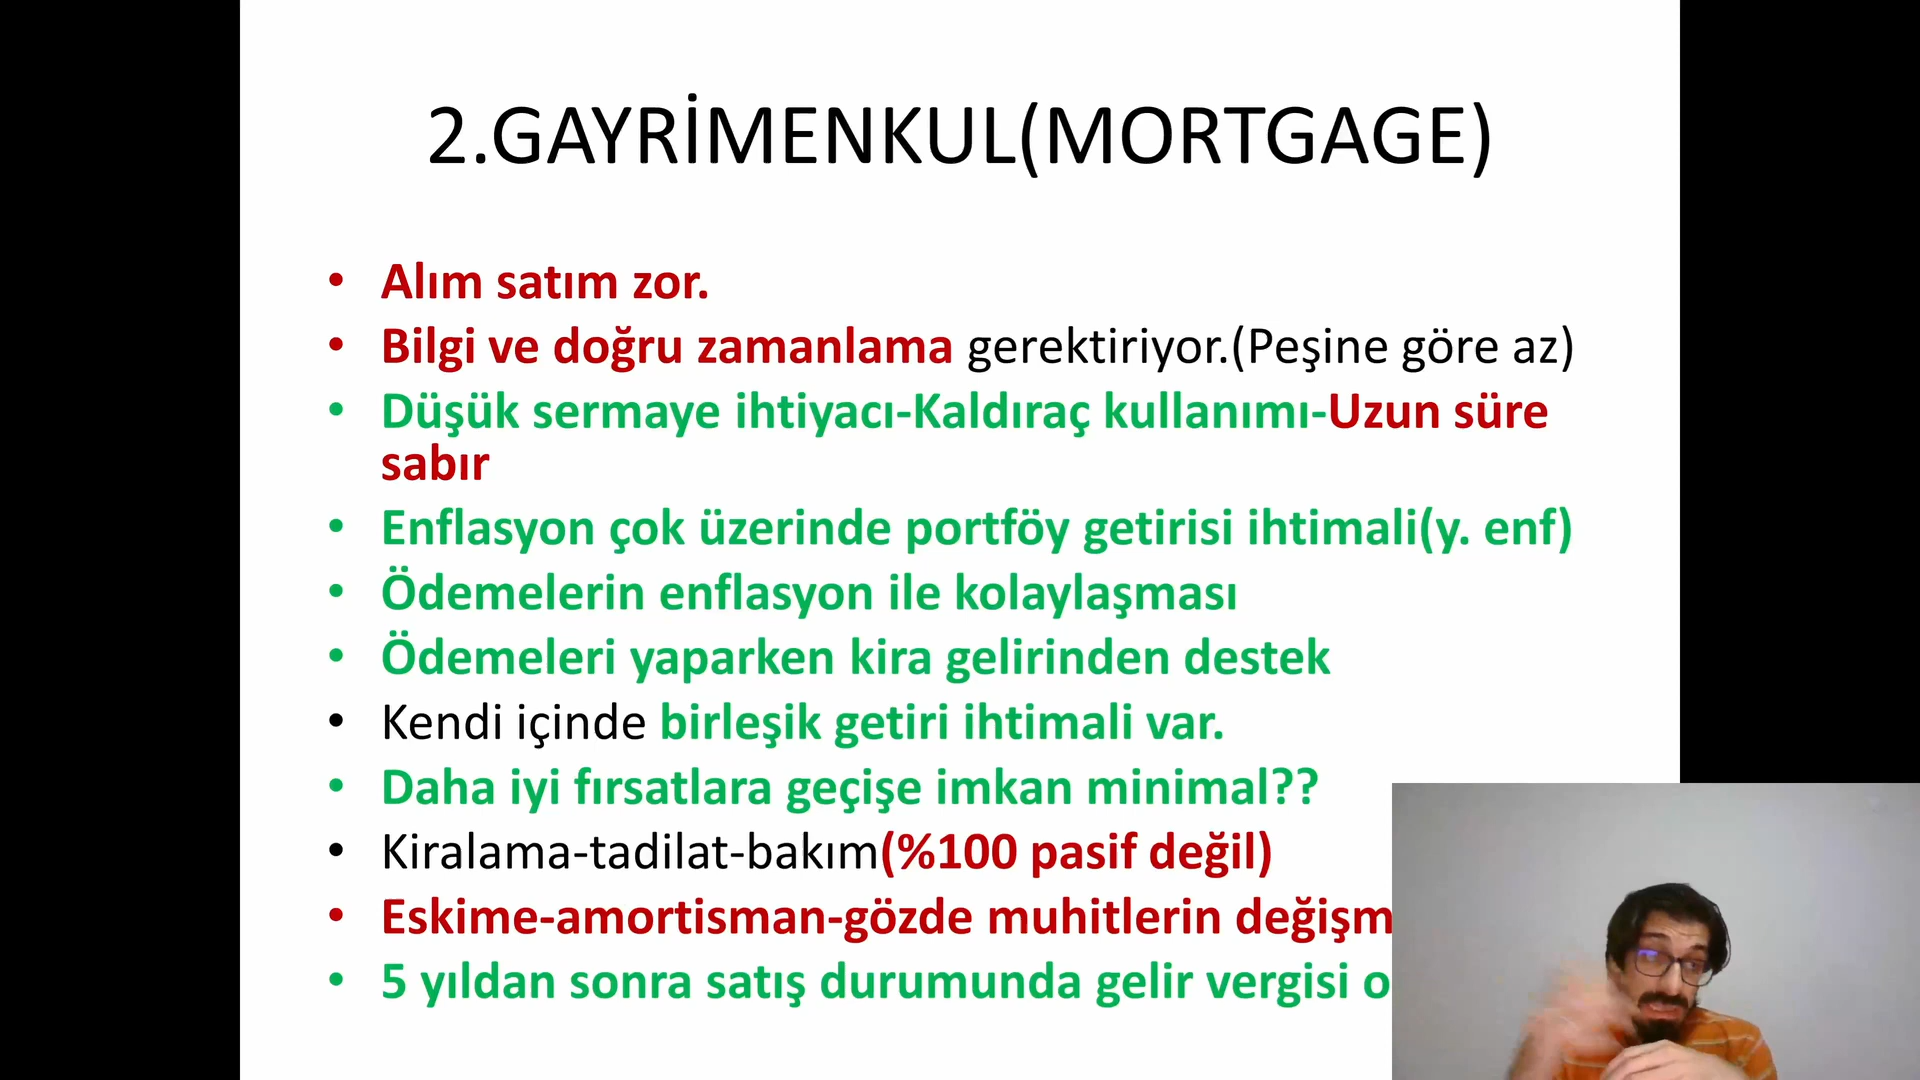 2.GAYRİMENKUL(MORTGAGE)
• Alım satım zor.
• Bilgi ve doğru zamanlama gerektiriyor.(Peşine göre az)
• Düşük sermaye ihtiyacı-Kaldıraç kullanımı-Uzun süre
sabır
• Enflasyon çok üzerinde portföy getirisi ihtimali(y. enf)
• Ödemelerin enflasyon ile kolaylaşması
• Ödemeleri yaparken kira gelirinden destek
• Kendi içinde birleşik getiri ihtimali var.
• Daha iyi fırsatlara geçişe imkan minimal??
• Kiralama-tadilat-bakım(%100 pasif değil)
• Eskime-amortisman-gözde muhitlerin
• 5 yıldan sonra satış durumunda gelir vergisi